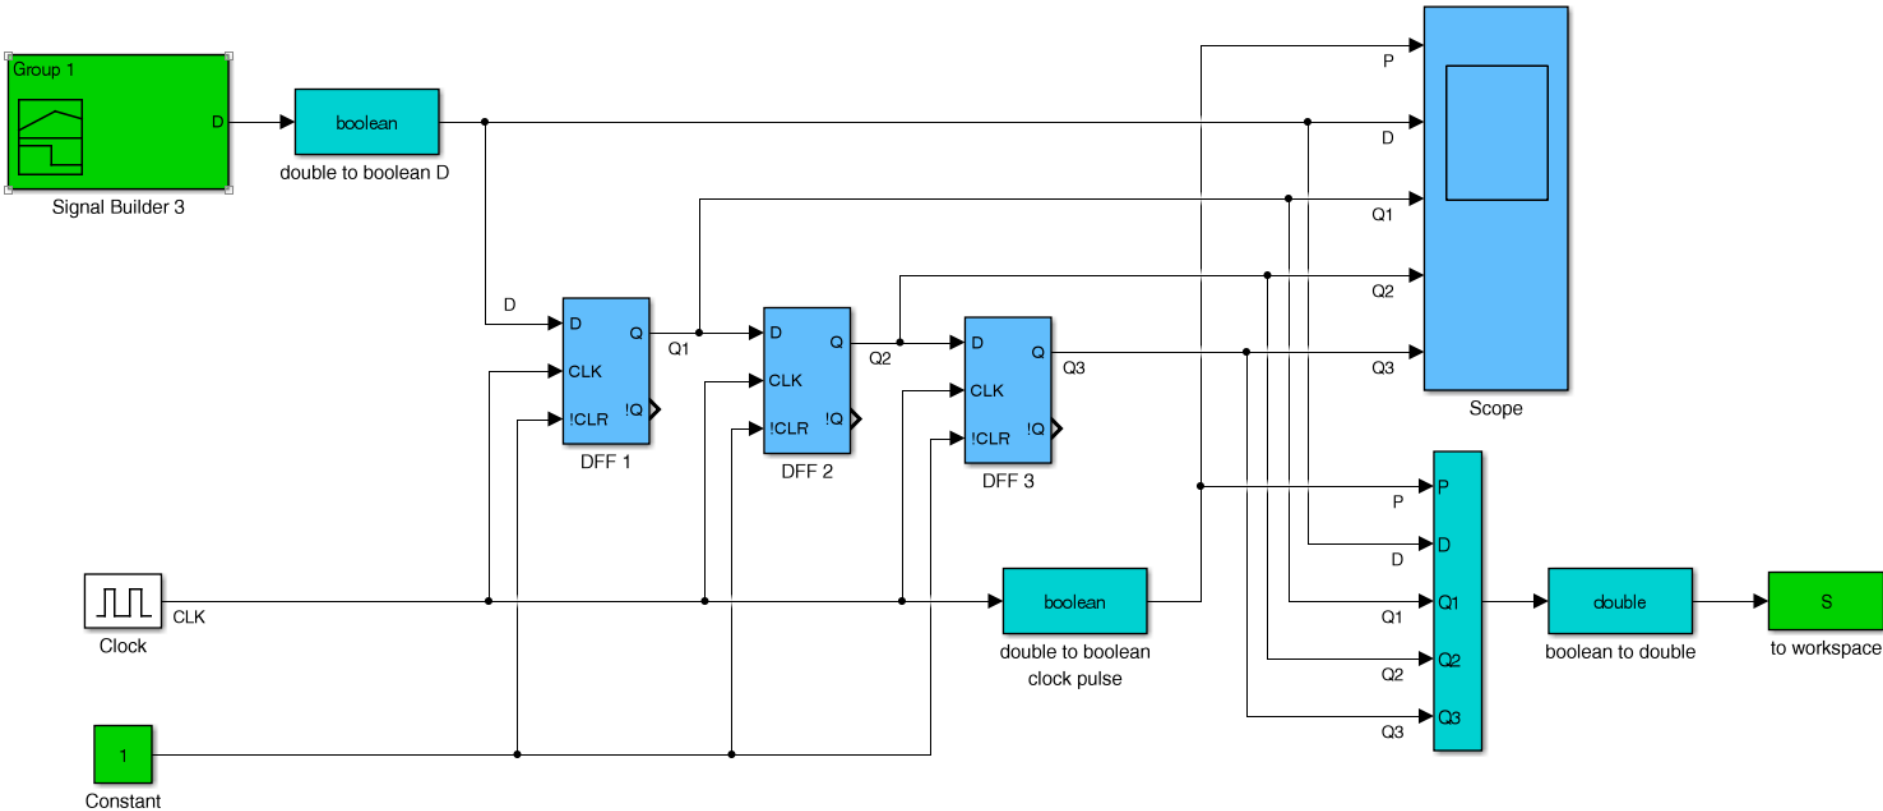 Group 1
D
Signal Builder 3
boolean
double to boolean D
P
D
Q1
Q2
Q3
Scope
D
D
CLK
!CLR
Q
!Q
DFF 1
Q1
D
CLK
!CLR
Q
!Q
DFF 2
Q2
D
CLK
!CLR
Q
!Q
DFF 3
Q3
Clock
CLK
boolean
double to boolean
clock pulse
P
D
Q1
Q2
Q3
P
D
Q1
Q2
Q3
double
boolean to double
S
to workspace
1
Constant